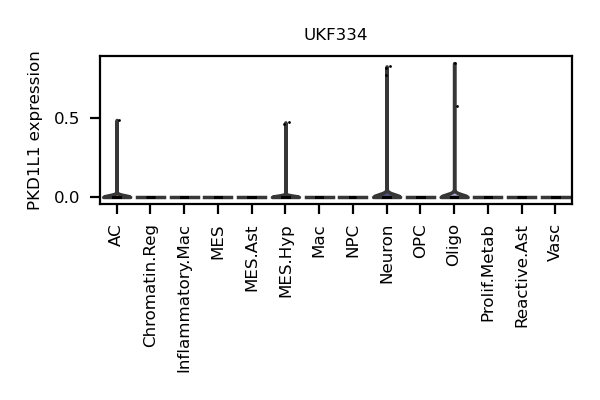 UKF334
PKD1L1 expression
0.5
0.0
AC
Chromatin.Reg
Inflammatory.Mac
MES
MES.Ast
MES.Hyp
Mac
NPC
Neuron
OPC
Oligo
Prolif.Metab
Reactive.Ast
Vasc